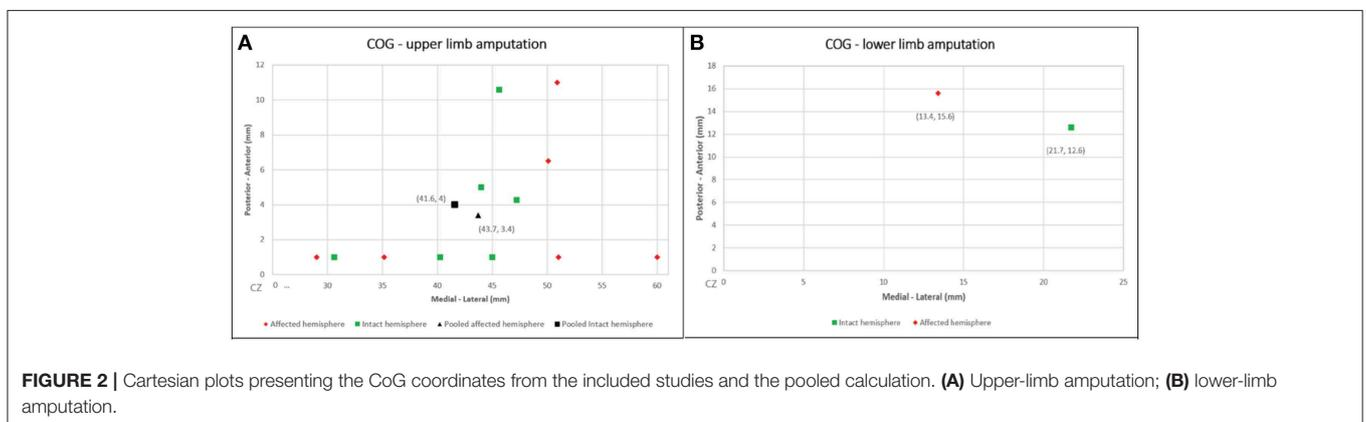 A
COG - upper limb amputation
Posterior - Anterior (mm)
12
10
8
6
4
2
0
(41.6, 4)
(43.7, 3.4)
CZ 0 ... 30 35 40 45 50 55 60
Medial - Lateral (mm)
Affected hemisphere Intact hemisphere Pooled affected hemisphere Pooled Intact hemisphere
B
COG - lower limb amputation
Posterior - Anterior (mm)
18
16
14
12
10
8
6
4
2
0
(13.4, 15.6)
(21.7, 12.6)
CZ 0 5 10 15 20 25
Medial - Lateral (mm)
Intact hemisphere Affected hemisphere
FIGURE 2 | Cartesian plots presenting the CoG coordinates from the included studies and the pooled calculation. (A) Upper-limb amputation; (B) lower-limb
amputation.